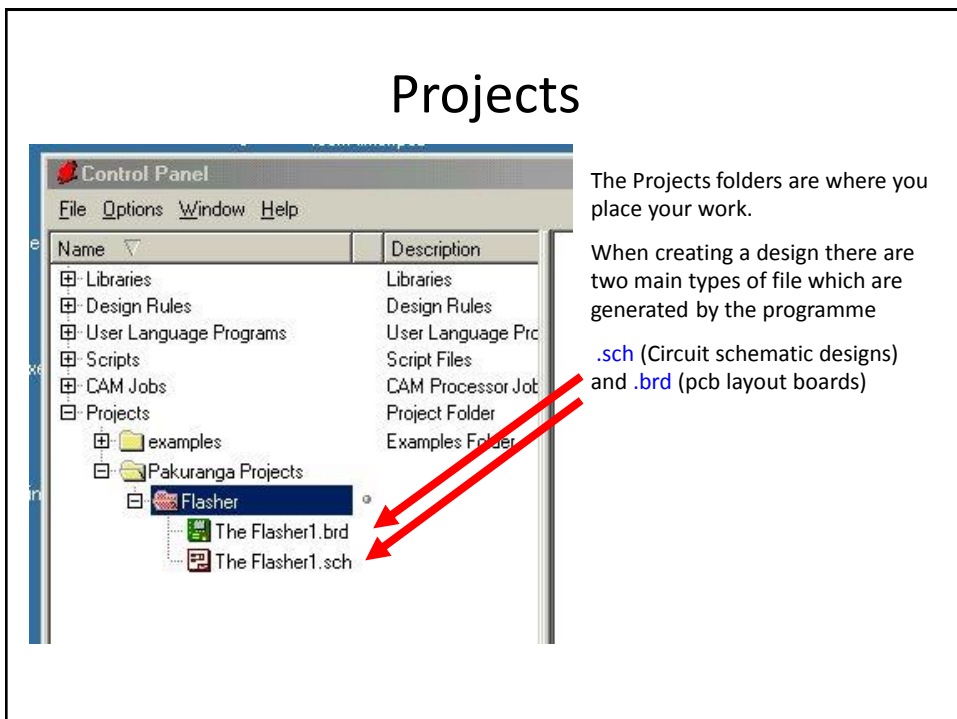 Projects
Control Panel
File Options Window Help
Name Description
Libraries Libraries
Design Rules Design Rules
User Language Programs User Language Pro
Scripts Script Files
CAM Jobs CAM Processor Job
Projects Project Folder
examples Examples Folder
Pakuranga Projects
Flasher
The Flasher1.brd
The Flasher1.sch
The Projects folders are where you
place your work.
When creating a design there are
two main types of file which are
generated by the programme
.sch (Circuit schematic designs)
and .brd (pcb layout boards)